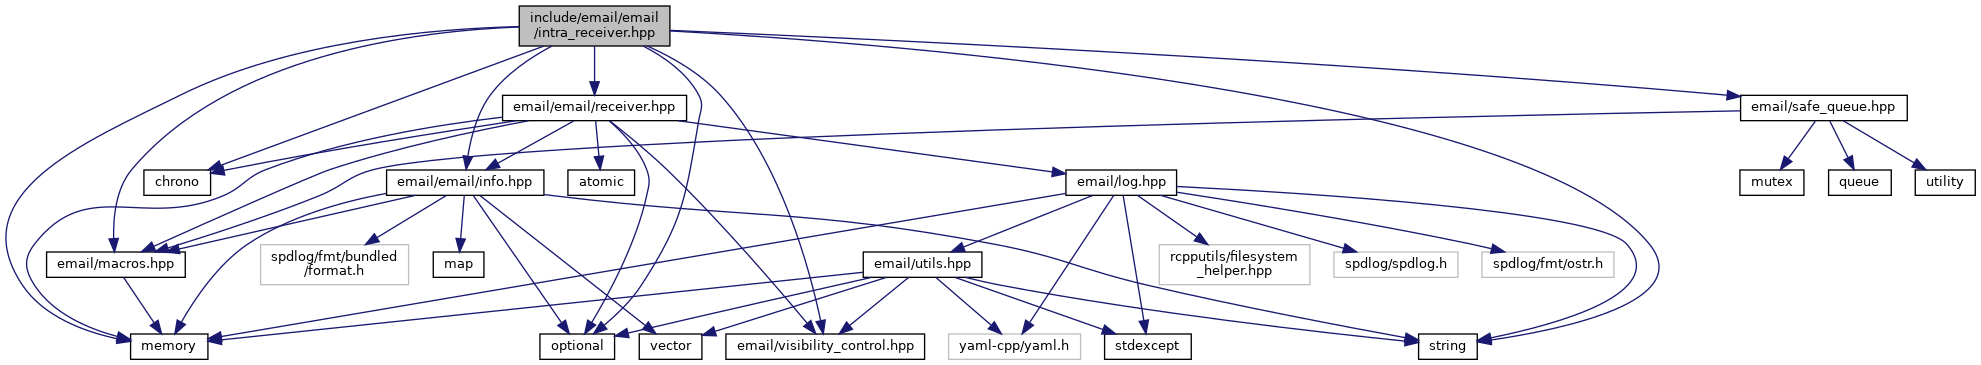 include/email/email
/intra_receiver.hpp
email/email/receiver.hpp
email/safe_queue.hpp
chrono
email/email/info.hpp
atomic
email/log.hpp
mutex
queue
utility
email/macros.hpp
spdlog/fmt/bundled
/format.h
map
email/utils.hpp
rcpputils/filesystem
_helper.hpp
spdlog/spdlog.h
spdlog/fmt/ostr.h
memory
optional
vector
email/visibility_control.hpp
yaml-cpp/yaml.h
stdexcept
string